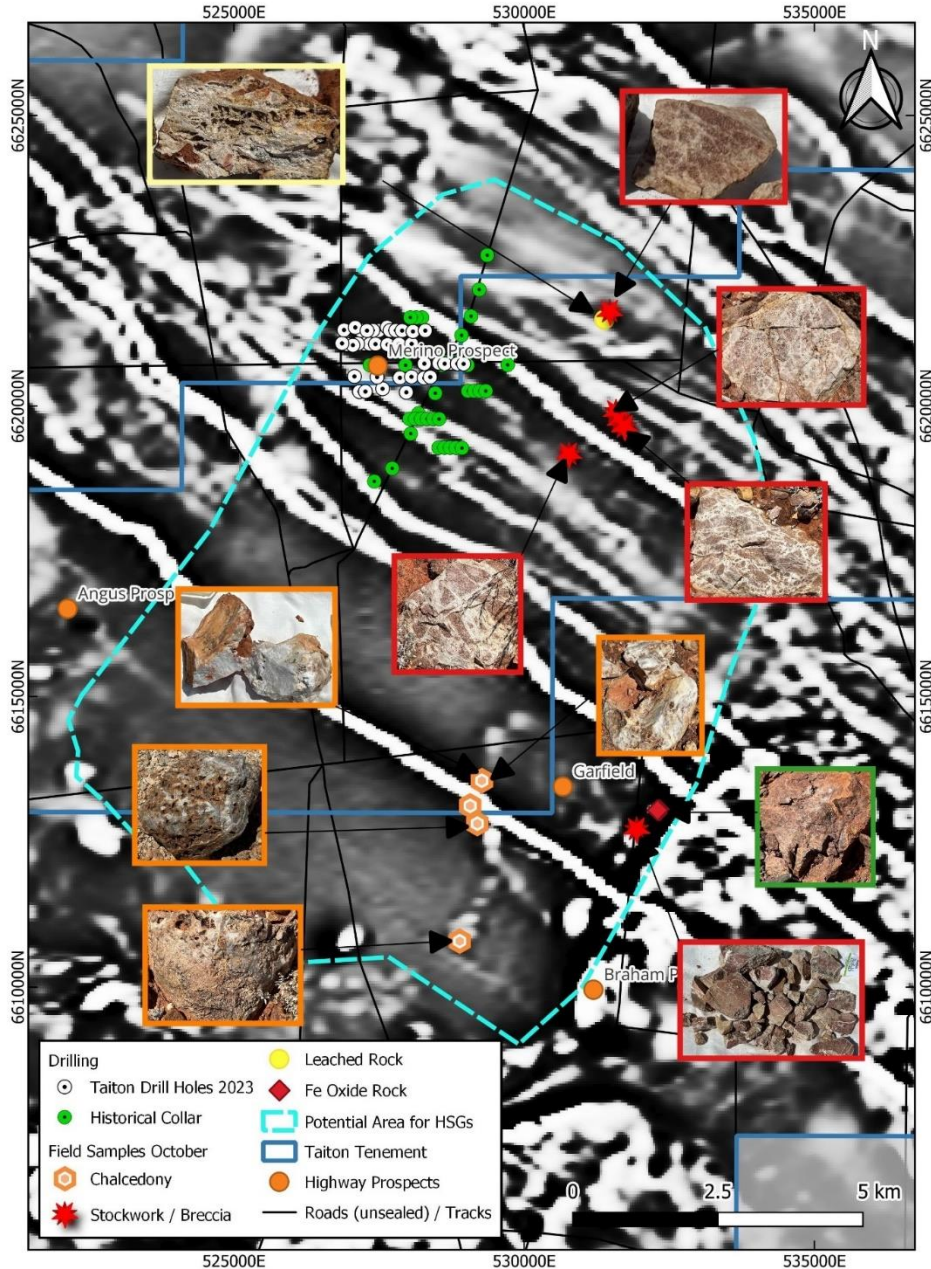 525000E
530000E
535000E
N
6625000N
6625000N
Merino Prospect
6620000N
6620000N
Angus Prosp
6615000N
6615000N
Garfield
Braham P
6610000N
6610000N
Drilling
Taiton Drill Holes 2023
Historical Collar
Field Samples October
Chalcedony
Stockwork / Breccia
Leached Rock
Fe Oxide Rock
Potential Area for HSGs
Taiton Tenement
Highway Prospects
Roads (unsealed) / Tracks
0 2.5 5 km
525000E
530000E
535000E